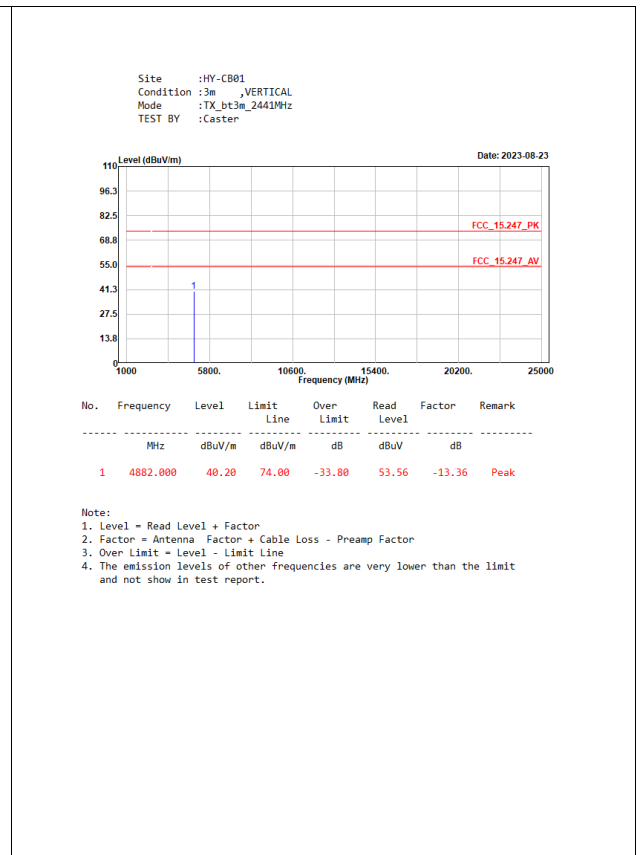 Site      :HY-CB01
Condition :3m    ,VERTICAL
Mode      :TX_bt3m_2441MHz
TEST BY   :Caster
Level (dBuV/m)
Date: 2023-08-23
110
96.3
82.5
FCC_15.247_PK
68.8
FCC_15.247_AV
55.0
41.3
1
27.5
13.8
0
1000 5800. 10600. 15400. 20200. 25000
Frequency (MHz)
No. Frequency Level Limit Over Read Factor Remark
Line Limit Level
------ ----------- -------- --------- --------- -------- -------- ---------
MHz dBuV/m dBuV/m dB dBuV dB
1 4882.000 40.20 74.00 -33.80 53.56 -13.36 Peak
Note:
1. Level = Read Level + Factor
2. Factor = Antenna  Factor + Cable Loss - Preamp Factor
3. Over Limit = Level - Limit Line
4. The emission levels of other frequencies are very lower than the limit
and not show in test report.